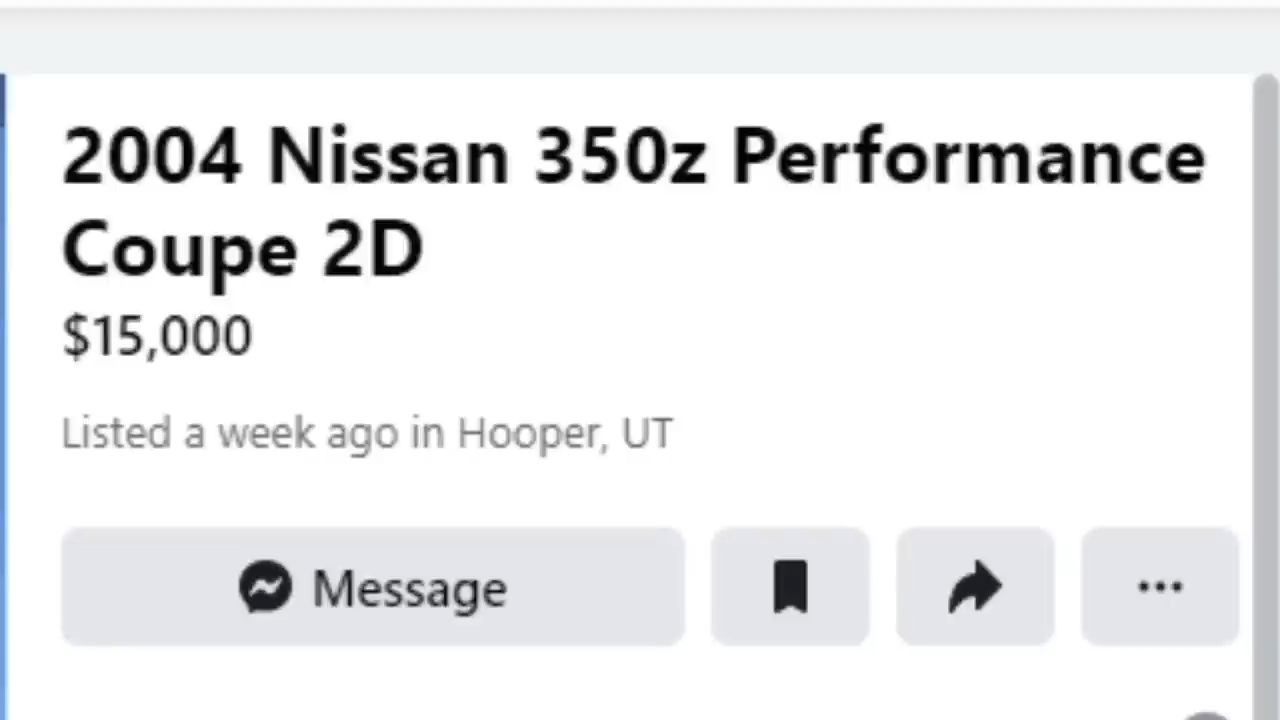 2004 Nissan 350z Performance
Coupe 2D
$15,000
Listed a week ago in Hooper, UT
Message